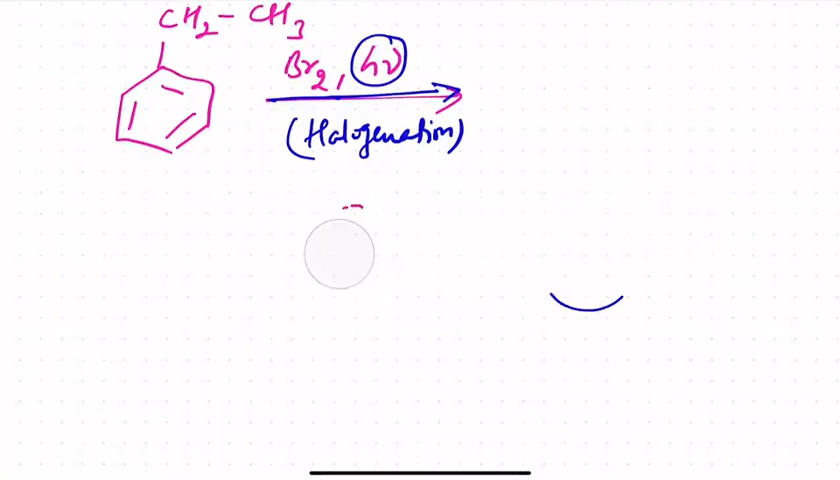 CH2 - CH3
Br2, hν
(Halogenation)